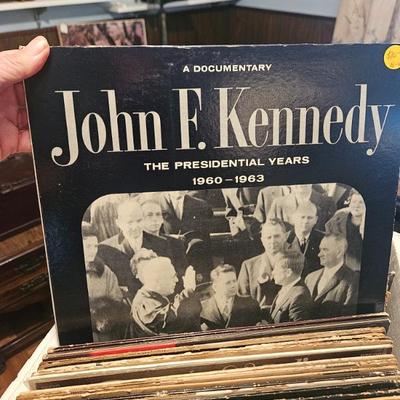 A DOCUMENTARY
John F. Kennedy
THE PRESIDENTIAL YEARS
1960-1963